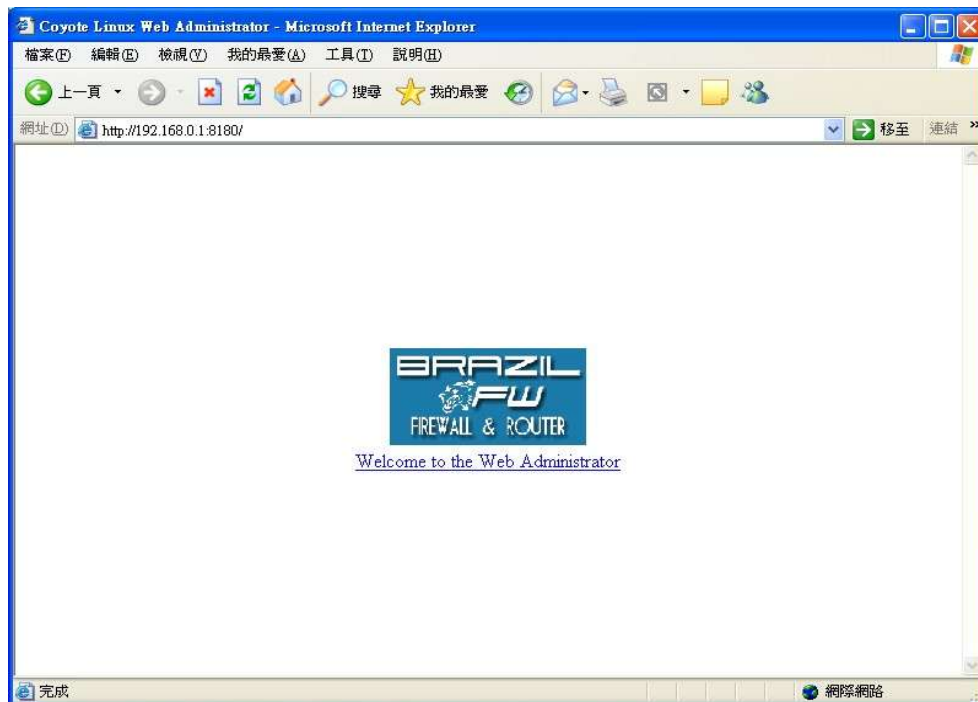 Coyote Linux Web Administrator - Microsoft Internet Explorer
檔案(F) 編輯(E) 檢視(V) 我的最愛(A) 工具(T) 說明(H)
上一頁 搜尋 我的最愛
網址(D) http://192.168.0.1:8180/ 移至 連結 »
BRAZIL
FW
FIREWALL & ROUTER
Welcome to the Web Administrator
完成 網際網路